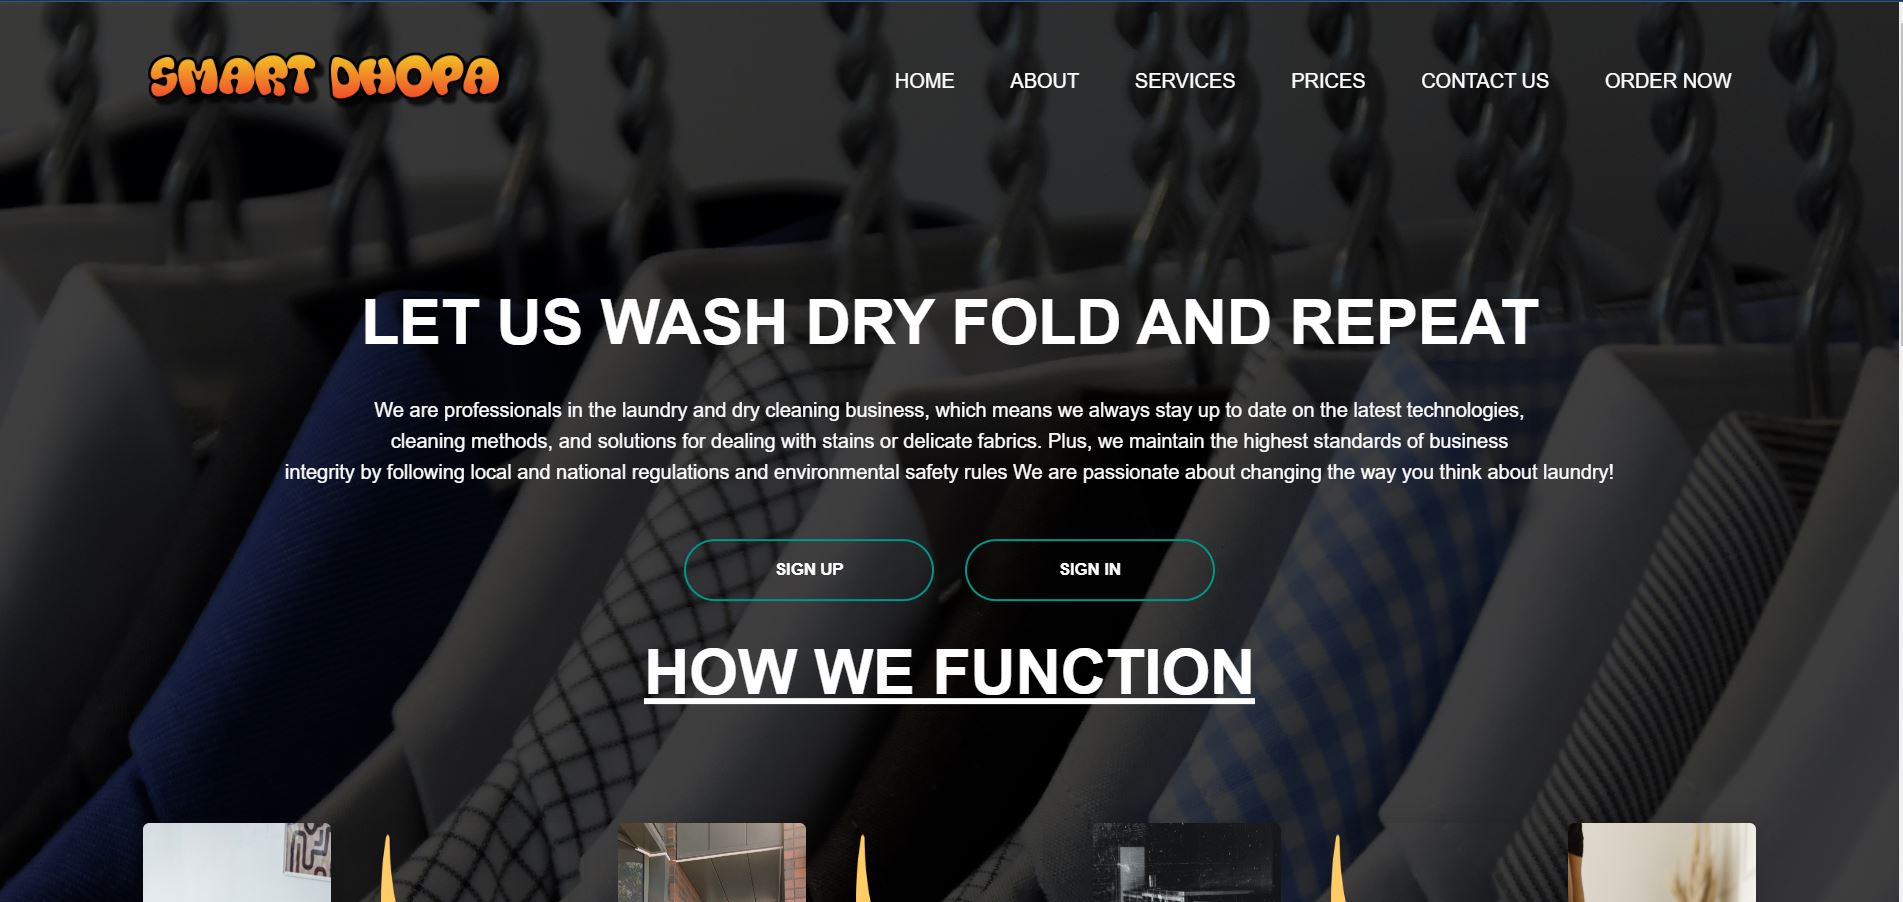 SMART DHOPA
HOME ABOUT SERVICES PRICES CONTACT US ORDER NOW
LET US WASH DRY FOLD AND REPEAT
We are professionals in the laundry and dry cleaning business, which means we always stay up to date on the latest technologies,
cleaning methods, and solutions for dealing with stains or delicate fabrics. Plus, we maintain the highest standards of business
integrity by following local and national regulations and environmental safety rules We are passionate about changing the way you think about laundry!
SIGN UP SIGN IN
HOW WE FUNCTION